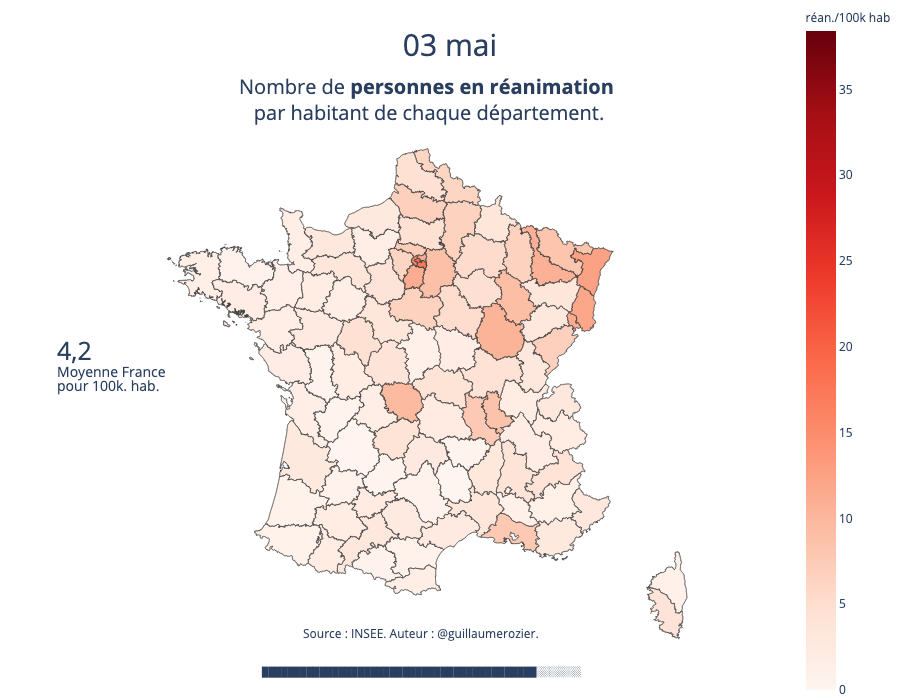 réan./100k hab
03 mai
Nombre de personnes en réanimation
par habitant de chaque département.
35
30
25
20
15
10
5
0
4,2
Moyenne France
pour 100k. hab.
Source : INSEE. Auteur : @guillaumerozier.